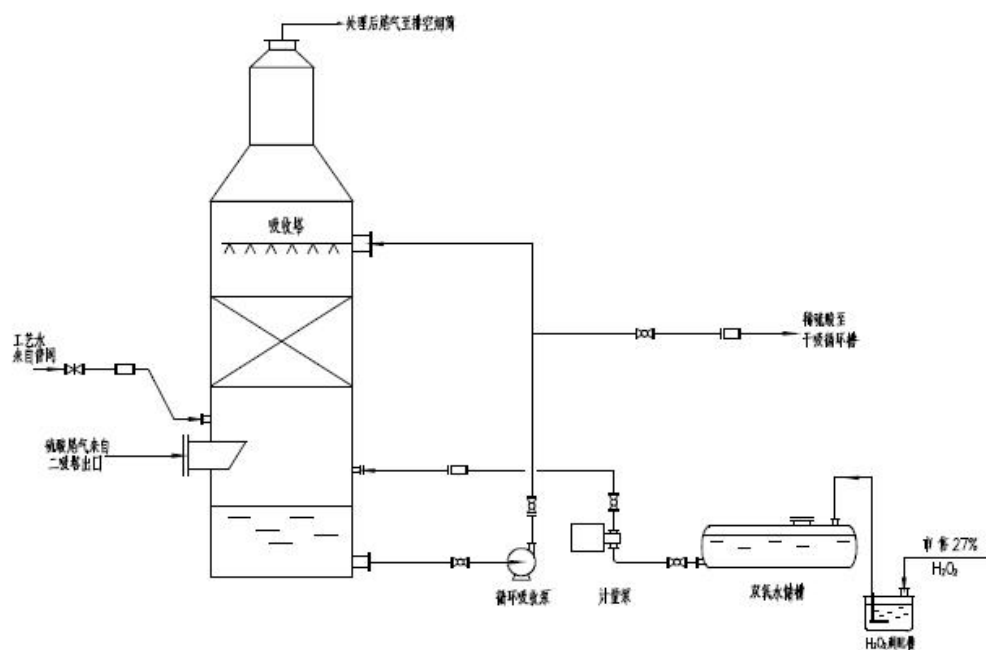 处理后尾气至排空烟筒
吸收塔
工艺水
来自管网
稀硫酸至
干吸循环槽
硫酸尾气来自
二吸塔出口
市售27%
H₂O₂
循环吸收泵
计量泵
双氧水储槽
H₂O₂卸配槽